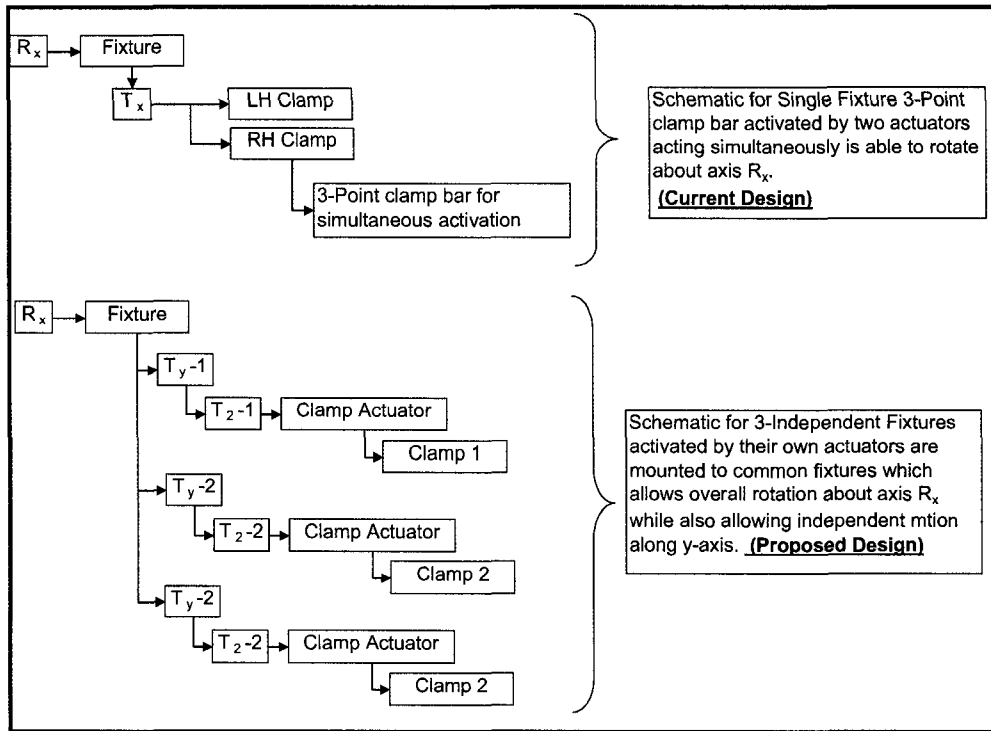 Rx
Fixture
Tx
LH Clamp
RH Clamp
3-Point clamp bar for
simultaneous activation
Schematic for Single Fixture 3-Point
clamp bar activated by two actuators
acting simultaneously is able to rotate
about axis Rx.
(Current Design)
Rx
Fixture
Ty-1
T2-1
Clamp Actuator
Clamp 1
Ty-2
T2-2
Clamp Actuator
Clamp 2
Ty-2
T2-2
Clamp Actuator
Clamp 2
Schematic for 3-Independent Fixtures
activated by their own actuators are
mounted to common fixtures which
allows overall rotation about axis Rx
while also allowing independent mtion
along y-axis. (Proposed Design)